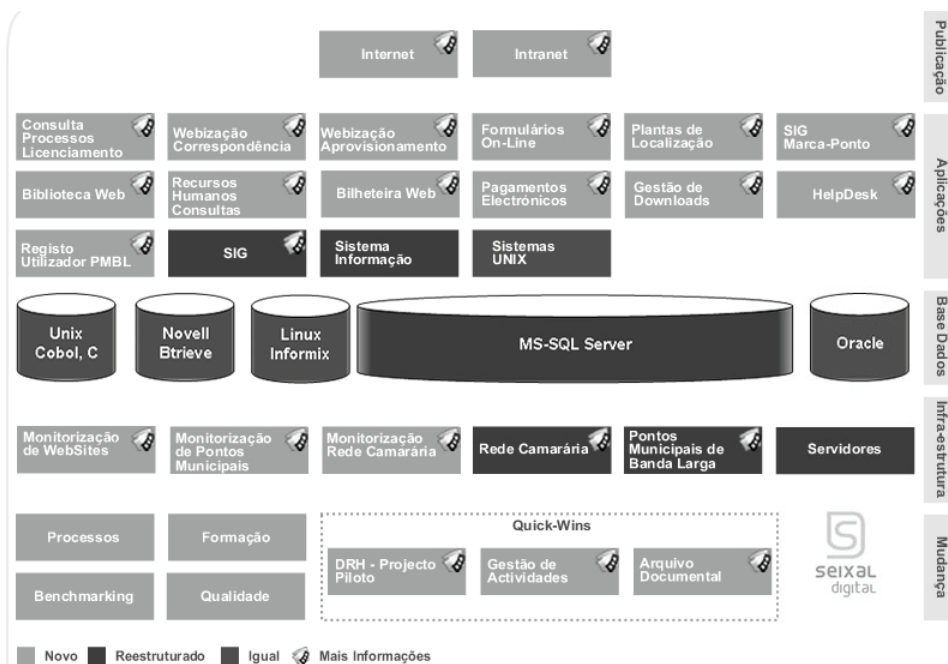 Internet
Intranet
Publicação
Consulta
Processos
Licenciamento
Webização
Correspondência
Webização
Aprovisionamento
Formulários
On-Line
Plantas de
Localização
SIG
Marca-Ponto
Biblioteca Web
Recursos
Humanos
Consultas
Bilheteira Web
Pagamentos
Electrónicos
Gestão de
Downloads
HelpDesk
Registo
Utilizador PMBL
SIG
Sistema
Informação
Sistemas
UNIX
Aplicações
Unix
Cobol, C
Novell
Btrieve
Linux
Informix
MS-SQL Server
Oracle
Base Dados
Monitorização
de WebSites
Monitorização
de Pontos
Municipais
Monitorização
Rede Camarária
Rede Camarária
Pontos
Municipais de
Banda Larga
Servidores
Infra-estrutura
Processos
Formação
Benchmarking
Qualidade
Quick-Wins
DRH - Projecto
Piloto
Gestão de
Actividades
Arquivo
Documental
seixal
digital
Mudança
Novo
Reestruturado
Igual
Mais Informações